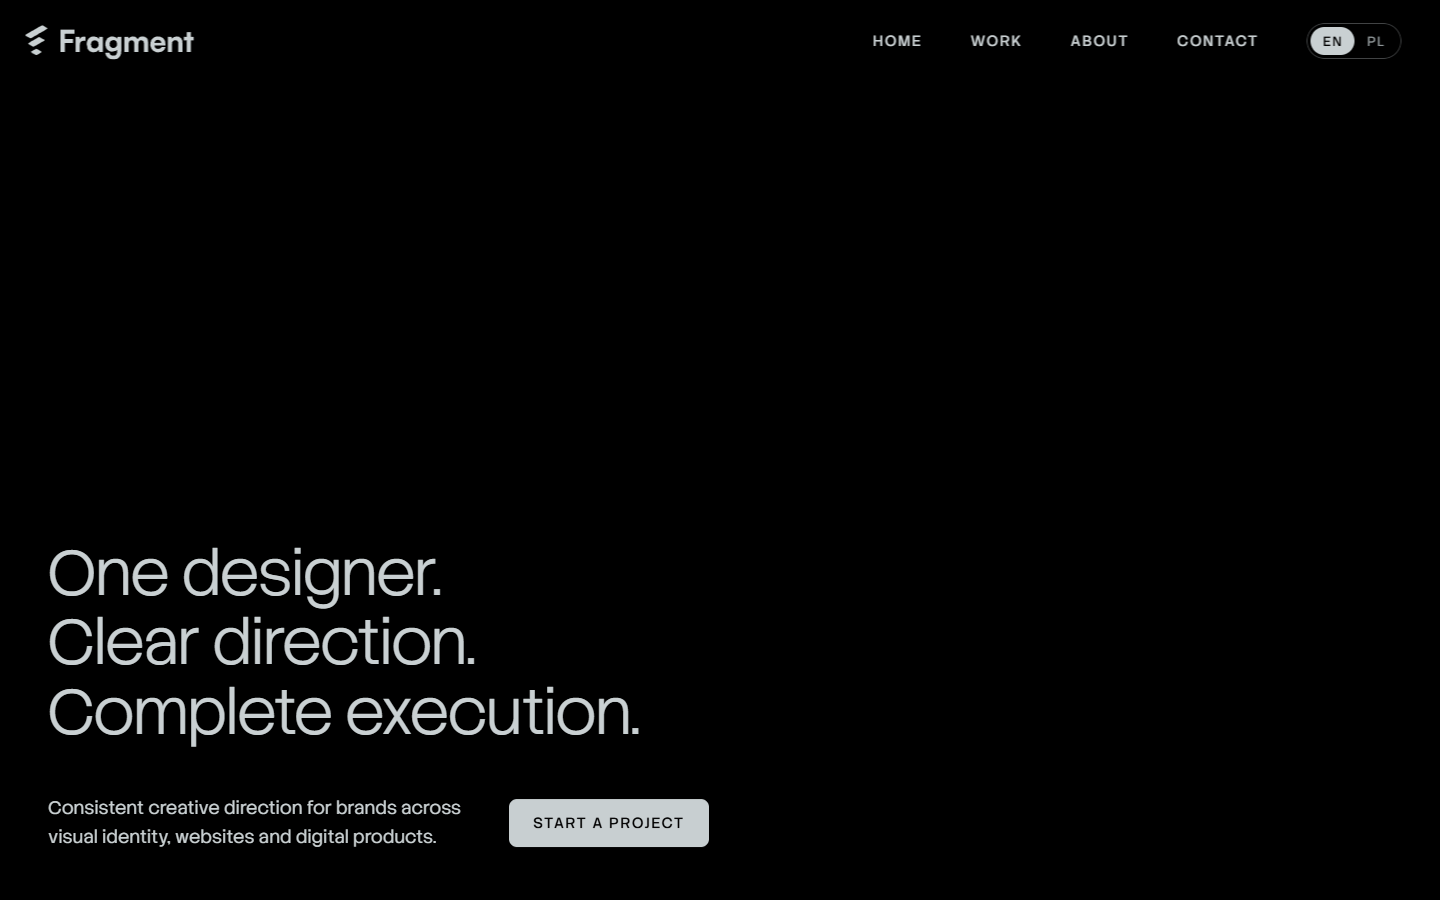 Fragment
HOME
WORK
ABOUT
CONTACT
EN
PL
One designer.
Clear direction.
Complete execution.
Consistent creative direction for brands across
visual identity, websites and digital products.
START A PROJECT